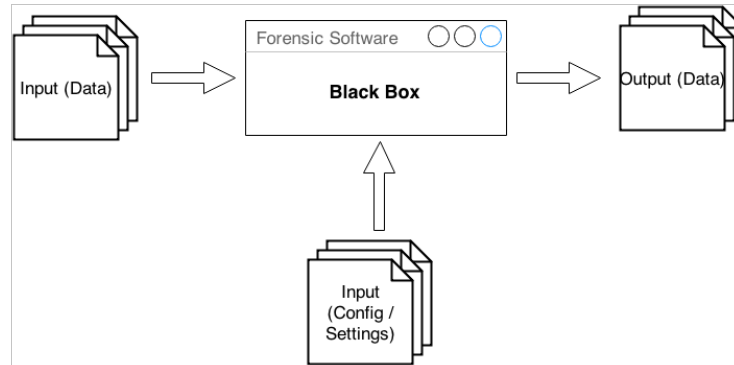 Input (Data)
Forensic Software
Black Box
Output (Data)
Input
(Config /
Settings)